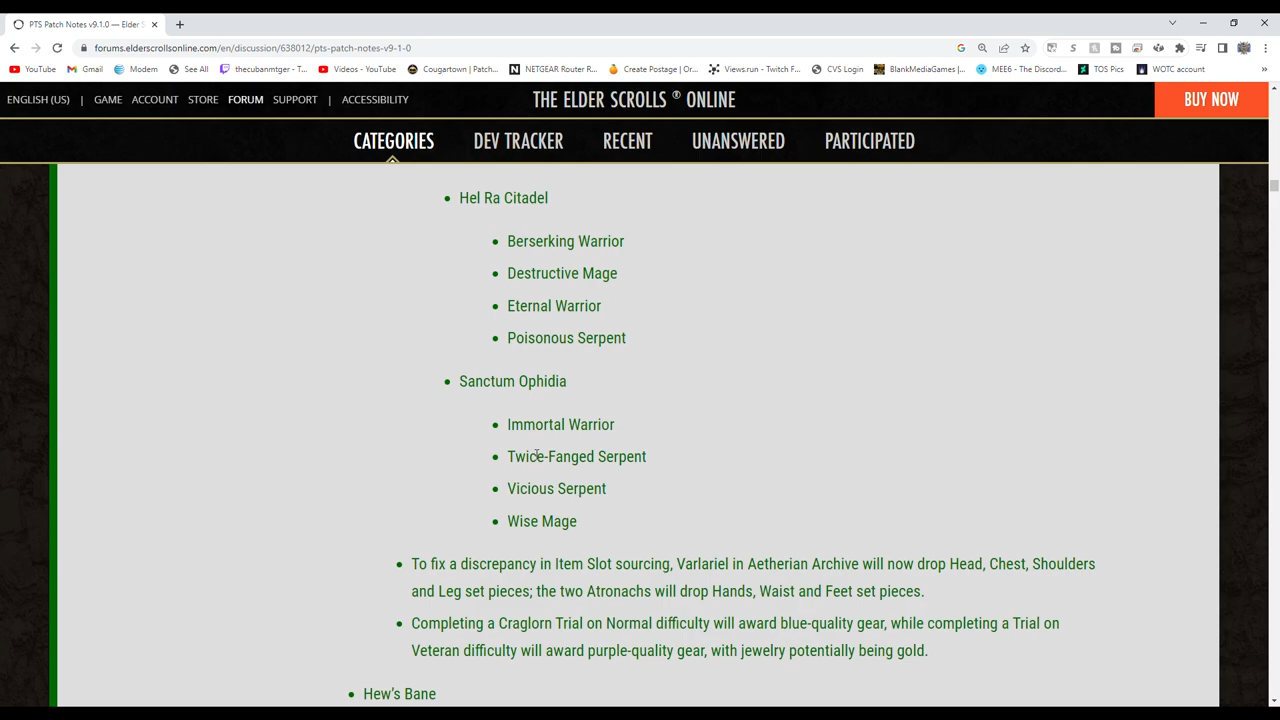 PTS Patch Notes v9.1.0 — Elder S
forums.elderscrollsonline.com/en/discussion/638012/pts-patch-notes-v9-1-0
YouTube Gmail Modem See All thecubanmtger - T... Videos - YouTube Cougartown | Patch... NETGEAR Router R... Create Postage | Or... Views.run - Twitch F... CVS Login BlankMediaGames |... MEE6 - The Discord... TOS Pics WOTC account »
ENGLISH (US) | GAME ACCOUNT STORE FORUM SUPPORT | ACCESSIBILITY THE ELDER SCROLLS ® ONLINE BUY NOW
CATEGORIES DEV TRACKER RECENT UNANSWERED PARTICIPATED
Hel Ra Citadel
Berserking Warrior
Destructive Mage
Eternal Warrior
Poisonous Serpent
Sanctum Ophidia
Immortal Warrior
Twice-Fanged Serpent
Vicious Serpent
Wise Mage
To fix a discrepancy in Item Slot sourcing, Varlariel in Aetherian Archive will now drop Head, Chest, Shoulders
and Leg set pieces; the two Atronachs will drop Hands, Waist and Feet set pieces.
Completing a Craglorn Trial on Normal difficulty will award blue-quality gear, while completing a Trial on
Veteran difficulty will award purple-quality gear, with jewelry potentially being gold.
Hew's Bane